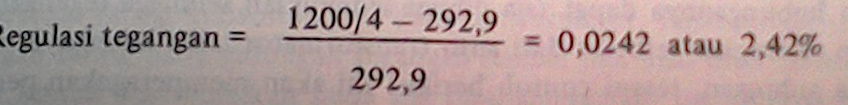 Regulasi tegangan = 1200/4 – 292,9 / 292,9 = 0,0242 atau 2,42%